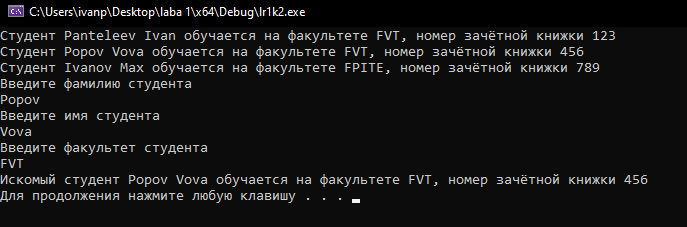 C:\Users\ivanp\Desktop\laba 1\x64\Debug\lr1k2.exe
Студент Panteleev Ivan обучается на факультете FVT, номер зачётной книжки 123
Студент Popov Vova обучается на факультете FVT, номер зачётной книжки 456
Студент Ivanov Max обучается на факультете FPITE, номер зачётной книжки 789
Введите фамилию студента
Popov
Введите имя студента
Vova
Введите факультет студента
FVT
Искомый студент Popov Vova обучается на факультете FVT, номер зачётной книжки 456
Для продолжения нажмите любую клавишу . . .